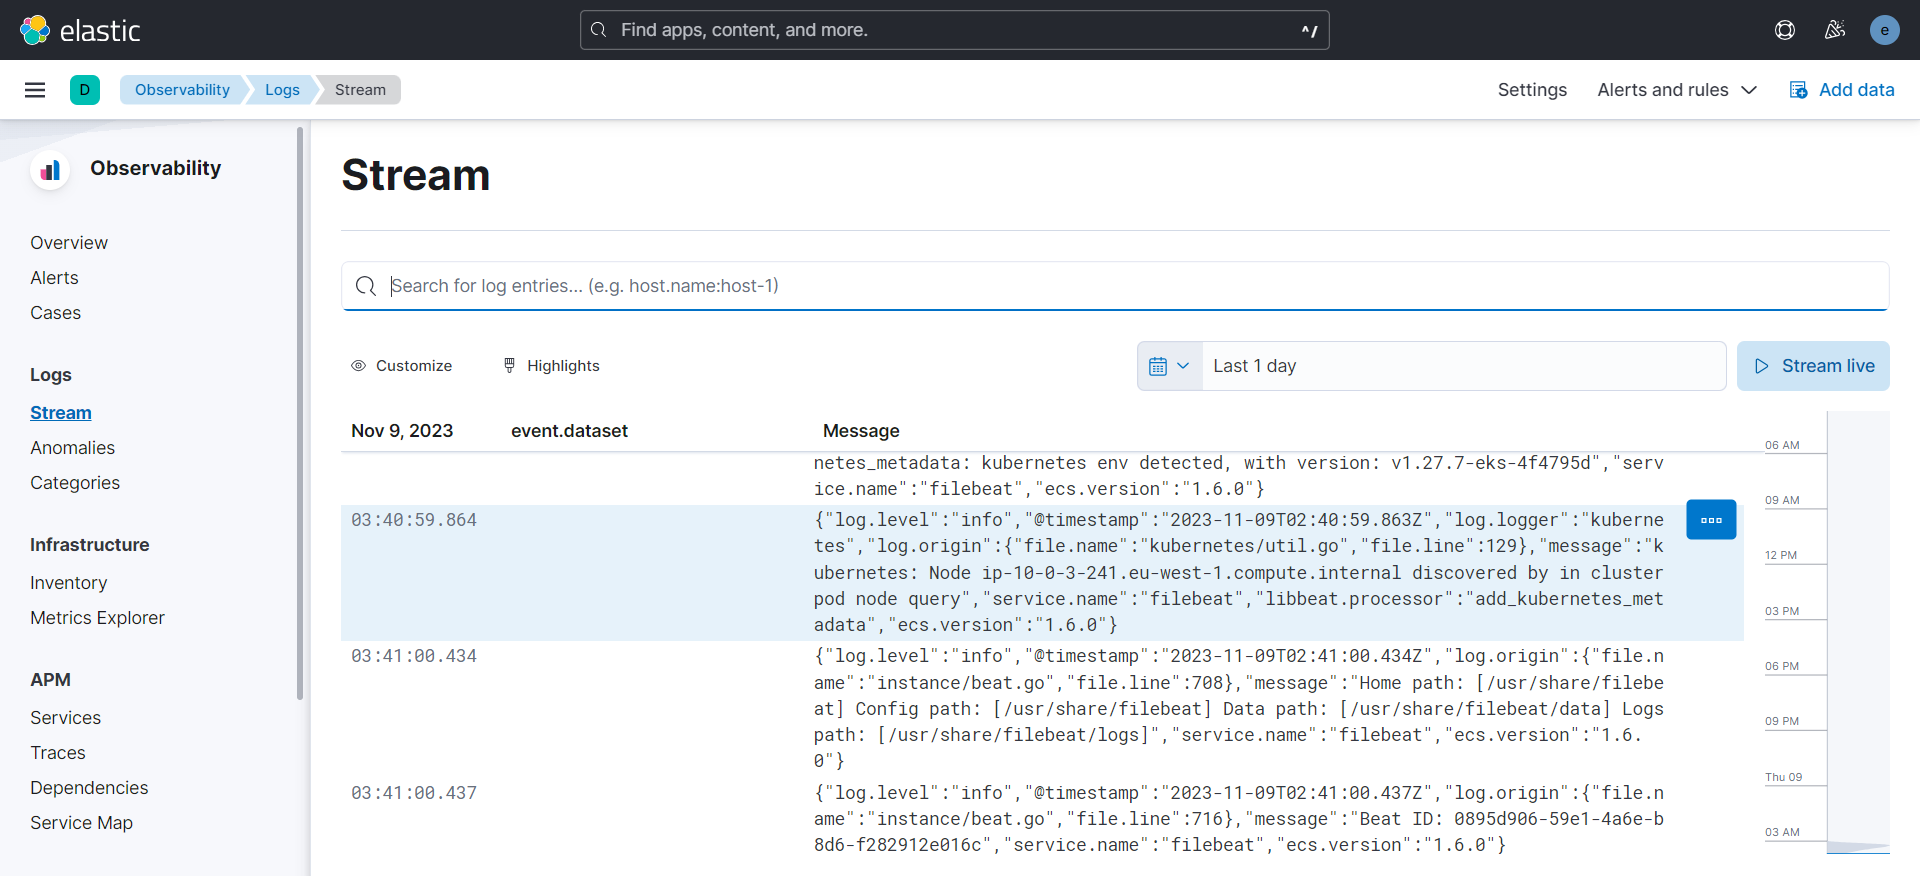 elastic
Find apps, content, and more.
^/
e
D
Observability
Logs
Stream
Settings
Alerts and rules
Add data
Observability
Overview
Alerts
Cases
Logs
Stream
Anomalies
Categories
Infrastructure
Inventory
Metrics Explorer
APM
Services
Traces
Dependencies
Service Map
Stream
Search for log entries... (e.g. host.name:host-1)
Customize
Highlights
Last 1 day
Stream live
Nov 9, 2023
event.dataset
Message
netes_metadata: kubernetes env detected, with version: v1.27.7-eks-4f4795d","serv
ice.name":"filebeat","ecs.version":"1.6.0"}
03:40:59.864
{"log.level":"info","@timestamp":"2023-11-09T02:40:59.863Z","log.logger":"kuberne
tes","log.origin":{"file.name":"kubernetes/util.go","file.line":129},"message":"k
ubernetes: Node ip-10-0-3-241.eu-west-1.compute.internal discovered by in cluster
pod node query","service.name":"filebeat","libbeat.processor":"add_kubernetes_met
adata","ecs.version":"1.6.0"}
03:41:00.434
{"log.level":"info","@timestamp":"2023-11-09T02:41:00.434Z","log.origin":{"file.n
ame":"instance/beat.go","file.line":708},"message":"Home path: [/usr/share/filebe
at] Config path: [/usr/share/filebeat] Data path: [/usr/share/filebeat/data] Logs
path: [/usr/share/filebeat/logs]","service.name":"filebeat","ecs.version":"1.6.
0"}
03:41:00.437
{"log.level":"info","@timestamp":"2023-11-09T02:41:00.437Z","log.origin":{"file.n
ame":"instance/beat.go","file.line":716},"message":"Beat ID: 0895d906-59e1-4a6e-b
8d6-f282912e016c","service.name":"filebeat","ecs.version":"1.6.0"}
06 AM
09 AM
12 PM
03 PM
06 PM
09 PM
Thu 09
03 AM